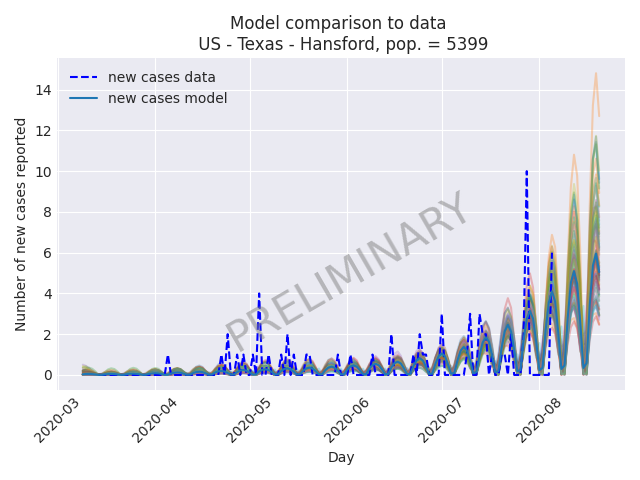 Model comparison to data
US - Texas - Hansford, pop. = 5399
new cases data
new cases model
PRELIMINARY
Number of new cases reported
14
12
10
8
6
4
2
0
2020-03
2020-04
2020-05
2020-06
2020-07
2020-08
Day